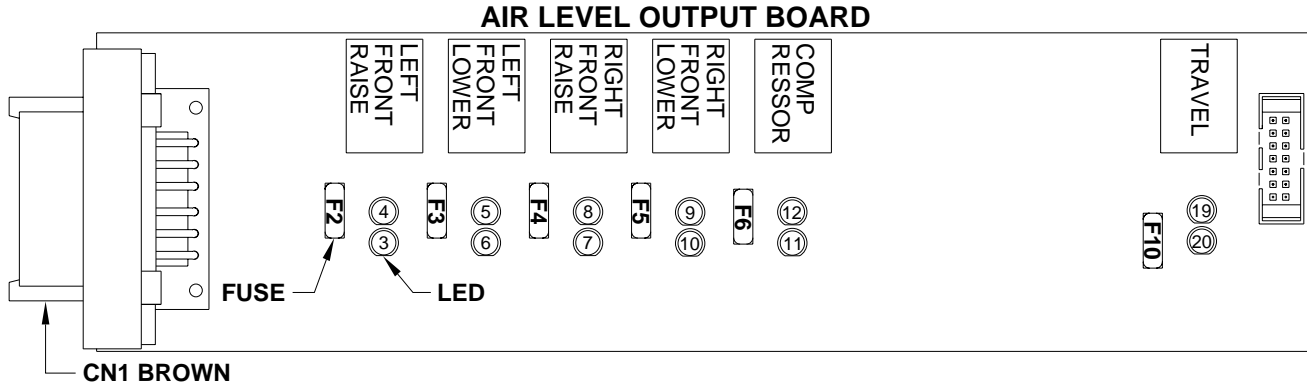 AIR LEVEL OUTPUT BOARD
LEFT
FRONT
RAISE
LEFT
FRONT
LOWER
RIGHT
FRONT
RAISE
RIGHT
FRONT
LOWER
COMP
RESSOR
TRAVEL
F2
4
3
F3
5
6
F4
8
7
F5
9
10
F6
12
11
F10
19
20
FUSE
LED
CN1 BROWN